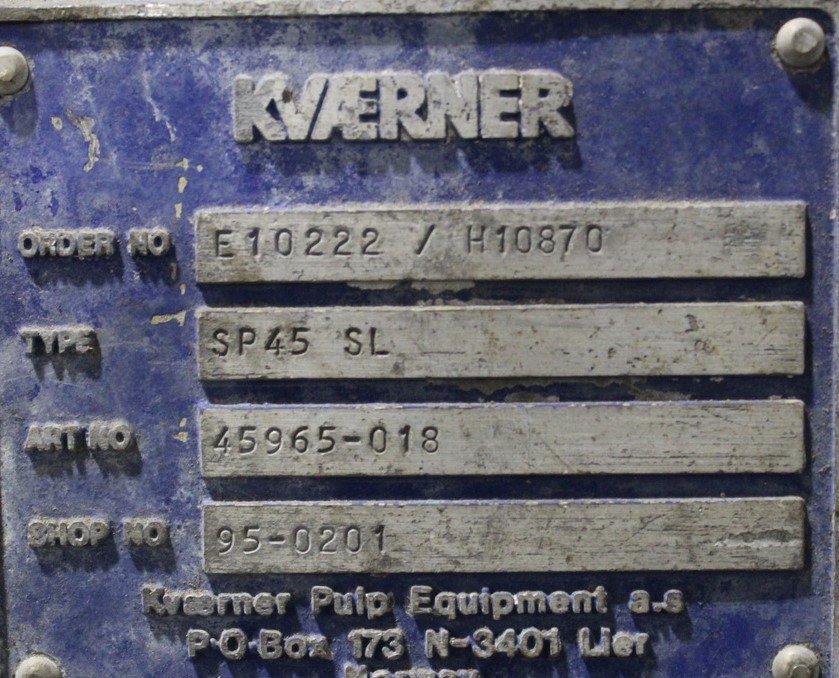 KVÆRNER
ORDER NO E10222 / H10870
TYPE SP45 SL
ART NO 45965-018
SHOP NO 95-0201
Kværner Pulp Equipment a.s
P·O·Box 173 N-3401 Lier
Norway